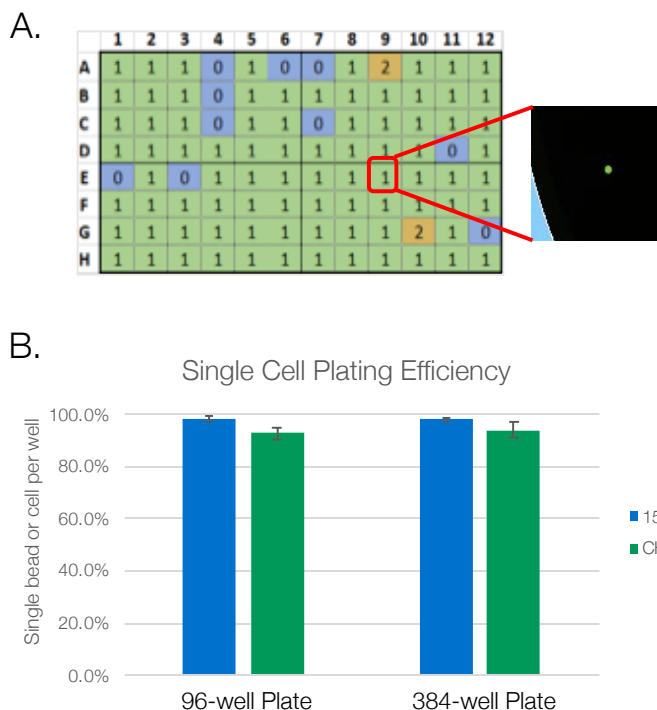 A.
1 2 3 4 5 6 7 8 9 10 11 12
A 1 1 1 0 1 0 0 1 2 1 1 1
B 1 1 1 0 1 1 1 1 1 1 1 1
C 1 1 1 0 1 1 0 1 1 1 1 1
D 1 1 1 1 1 1 1 1 1 1 0 1
E 0 1 0 1 1 1 1 1 1 1 1 1
F 1 1 1 1 1 1 1 1 1 1 1 1
G 1 1 1 1 1 1 1 1 1 2 1 0
H 1 1 1 1 1 1 1 1 1 1 1 1
B.
Single Cell Plating Efficiency
Single bead or cell per well
100.0%
80.0%
60.0%
40.0%
20.0%
0.0%
96-well Plate
384-well Plate
15